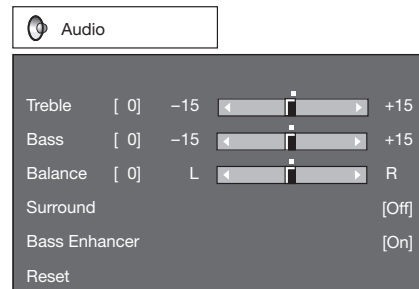 Audio
Treble [ 0] –15 +15
Bass [ 0] –15 +15
Balance [ 0] L R
Surround [Off]
Bass Enhancer [On]
Reset